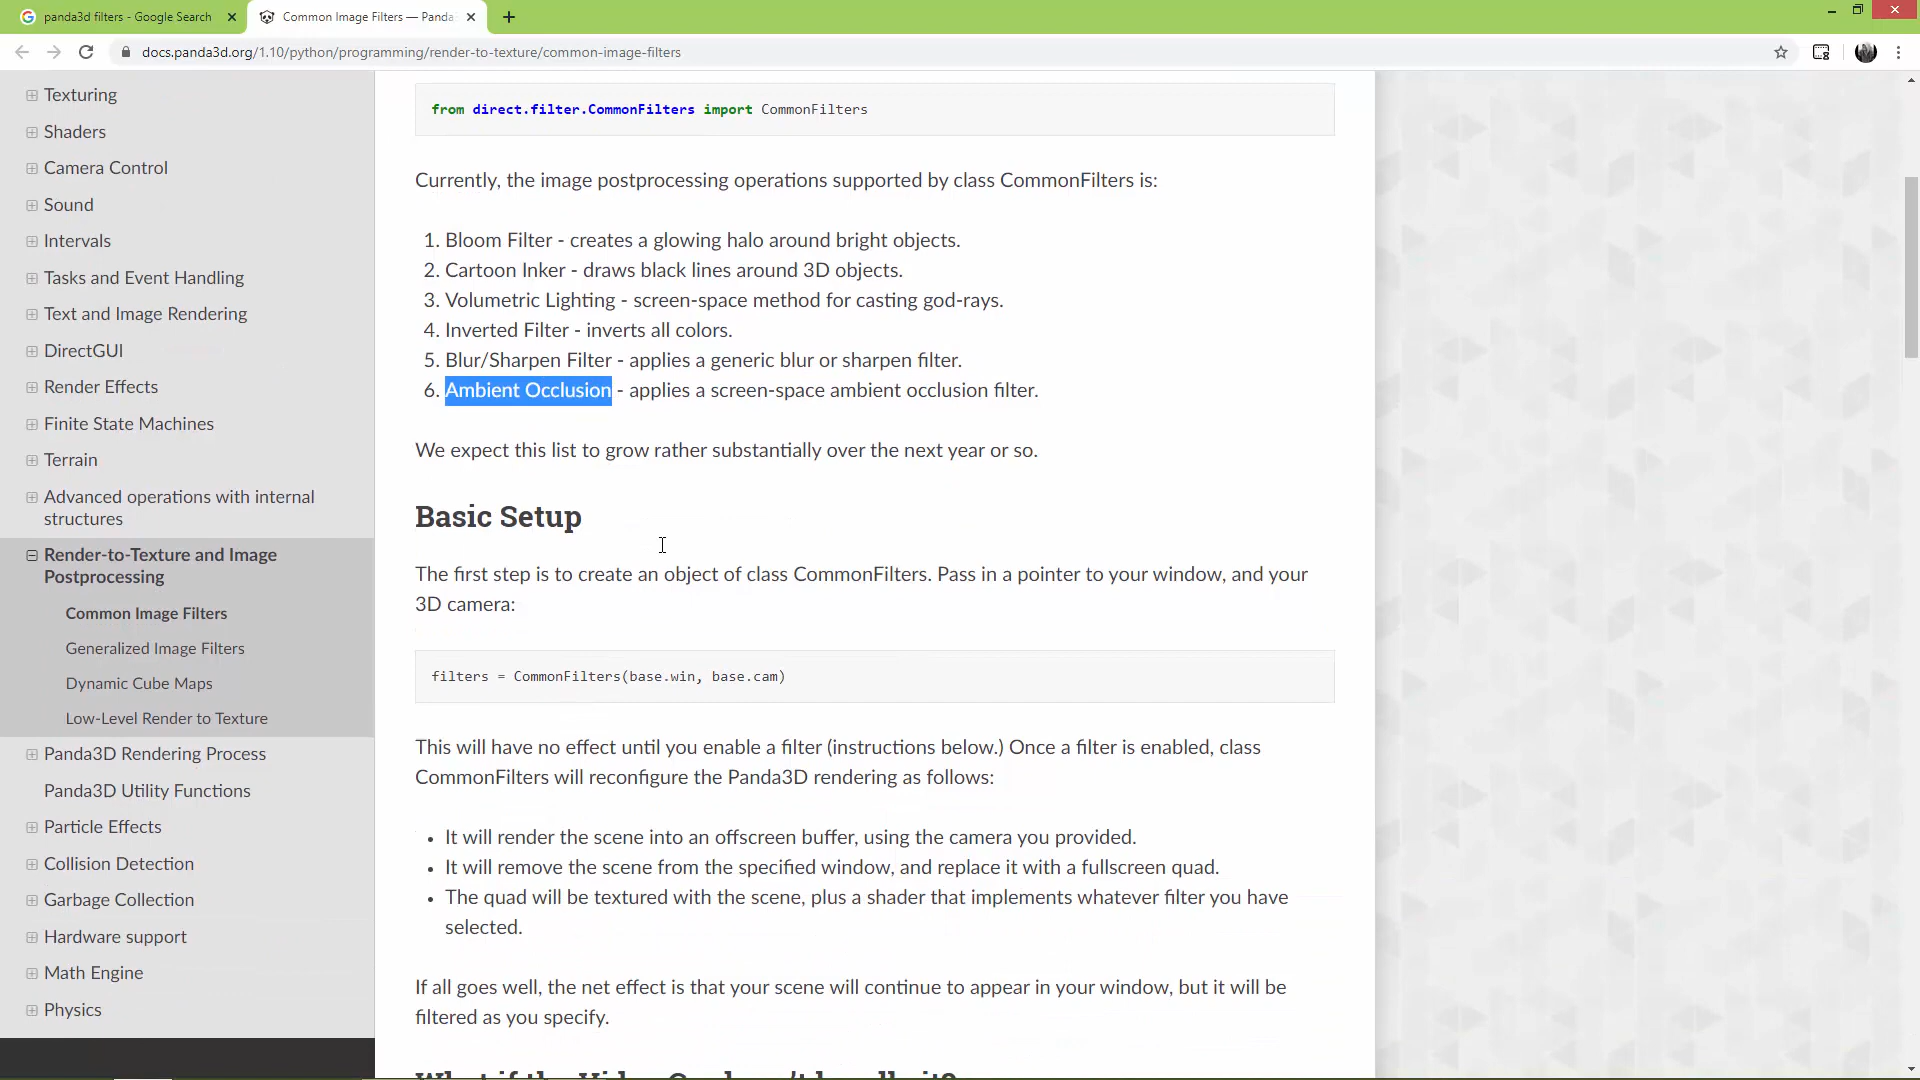 panda3d filters - Google Search
Common Image Filters — Panda
docs.panda3d.org/1.10/python/programming/render-to-texture/common-image-filters
Texturing
Shaders
Camera Control
Sound
Intervals
Tasks and Event Handling
Text and Image Rendering
DirectGUI
Render Effects
Finite State Machines
Terrain
Advanced operations with internal
structures
Render-to-Texture and Image
Postprocessing
Common Image Filters
Generalized Image Filters
Dynamic Cube Maps
Low-Level Render to Texture
Panda3D Rendering Process
Panda3D Utility Functions
Particle Effects
Collision Detection
Garbage Collection
Hardware support
Math Engine
Physics
from direct.filter.CommonFilters import CommonFilters
Currently, the image postprocessing operations supported by class CommonFilters is:
1. Bloom Filter - creates a glowing halo around bright objects.
2. Cartoon Inker - draws black lines around 3D objects.
3. Volumetric Lighting - screen-space method for casting god-rays.
4. Inverted Filter - inverts all colors.
5. Blur/Sharpen Filter - applies a generic blur or sharpen filter.
6. Ambient Occlusion - applies a screen-space ambient occlusion filter.
We expect this list to grow rather substantially over the next year or so.
Basic Setup
The first step is to create an object of class CommonFilters. Pass in a pointer to your window, and your
3D camera:
filters = CommonFilters(base.win, base.cam)
This will have no effect until you enable a filter (instructions below.) Once a filter is enabled, class
CommonFilters will reconfigure the Panda3D rendering as follows:
• It will render the scene into an offscreen buffer, using the camera you provided.
• It will remove the scene from the specified window, and replace it with a fullscreen quad.
• The quad will be textured with the scene, plus a shader that implements whatever filter you have
selected.
If all goes well, the net effect is that your scene will continue to appear in your window, but it will be
filtered as you specify.